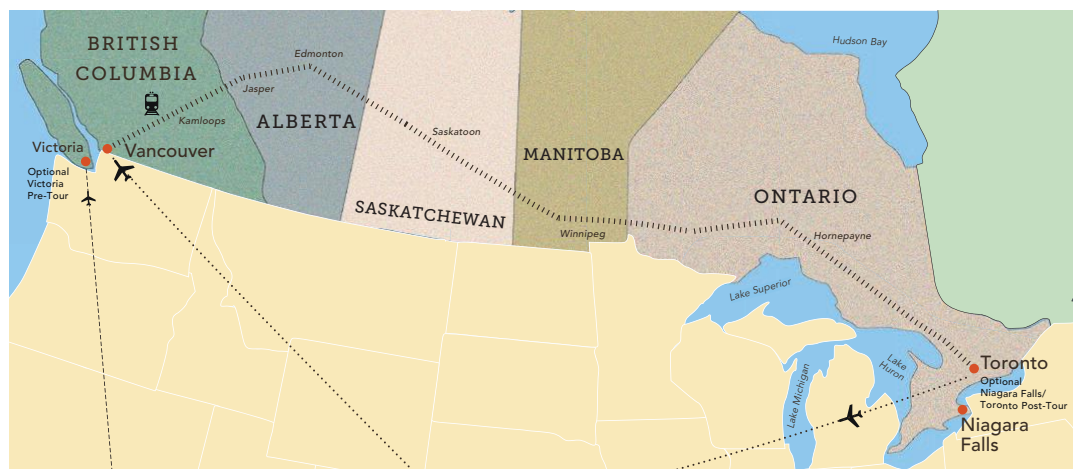 BRITISH
COLUMBIA
Edmonton
Hudson Bay
Jasper
Kamloops
ALBERTA
Saskatoon
Victoria
Vancouver
MANITOBA
Optional
Victoria
Pre-Tour
ONTARIO
SASKATCHEWAN
Winnipeg
Hornepayne
Lake Superior
Lake
Huron
Toronto
Optional
Niagara Falls/
Toronto Post-Tour
Lake Michigan
Niagara
Falls